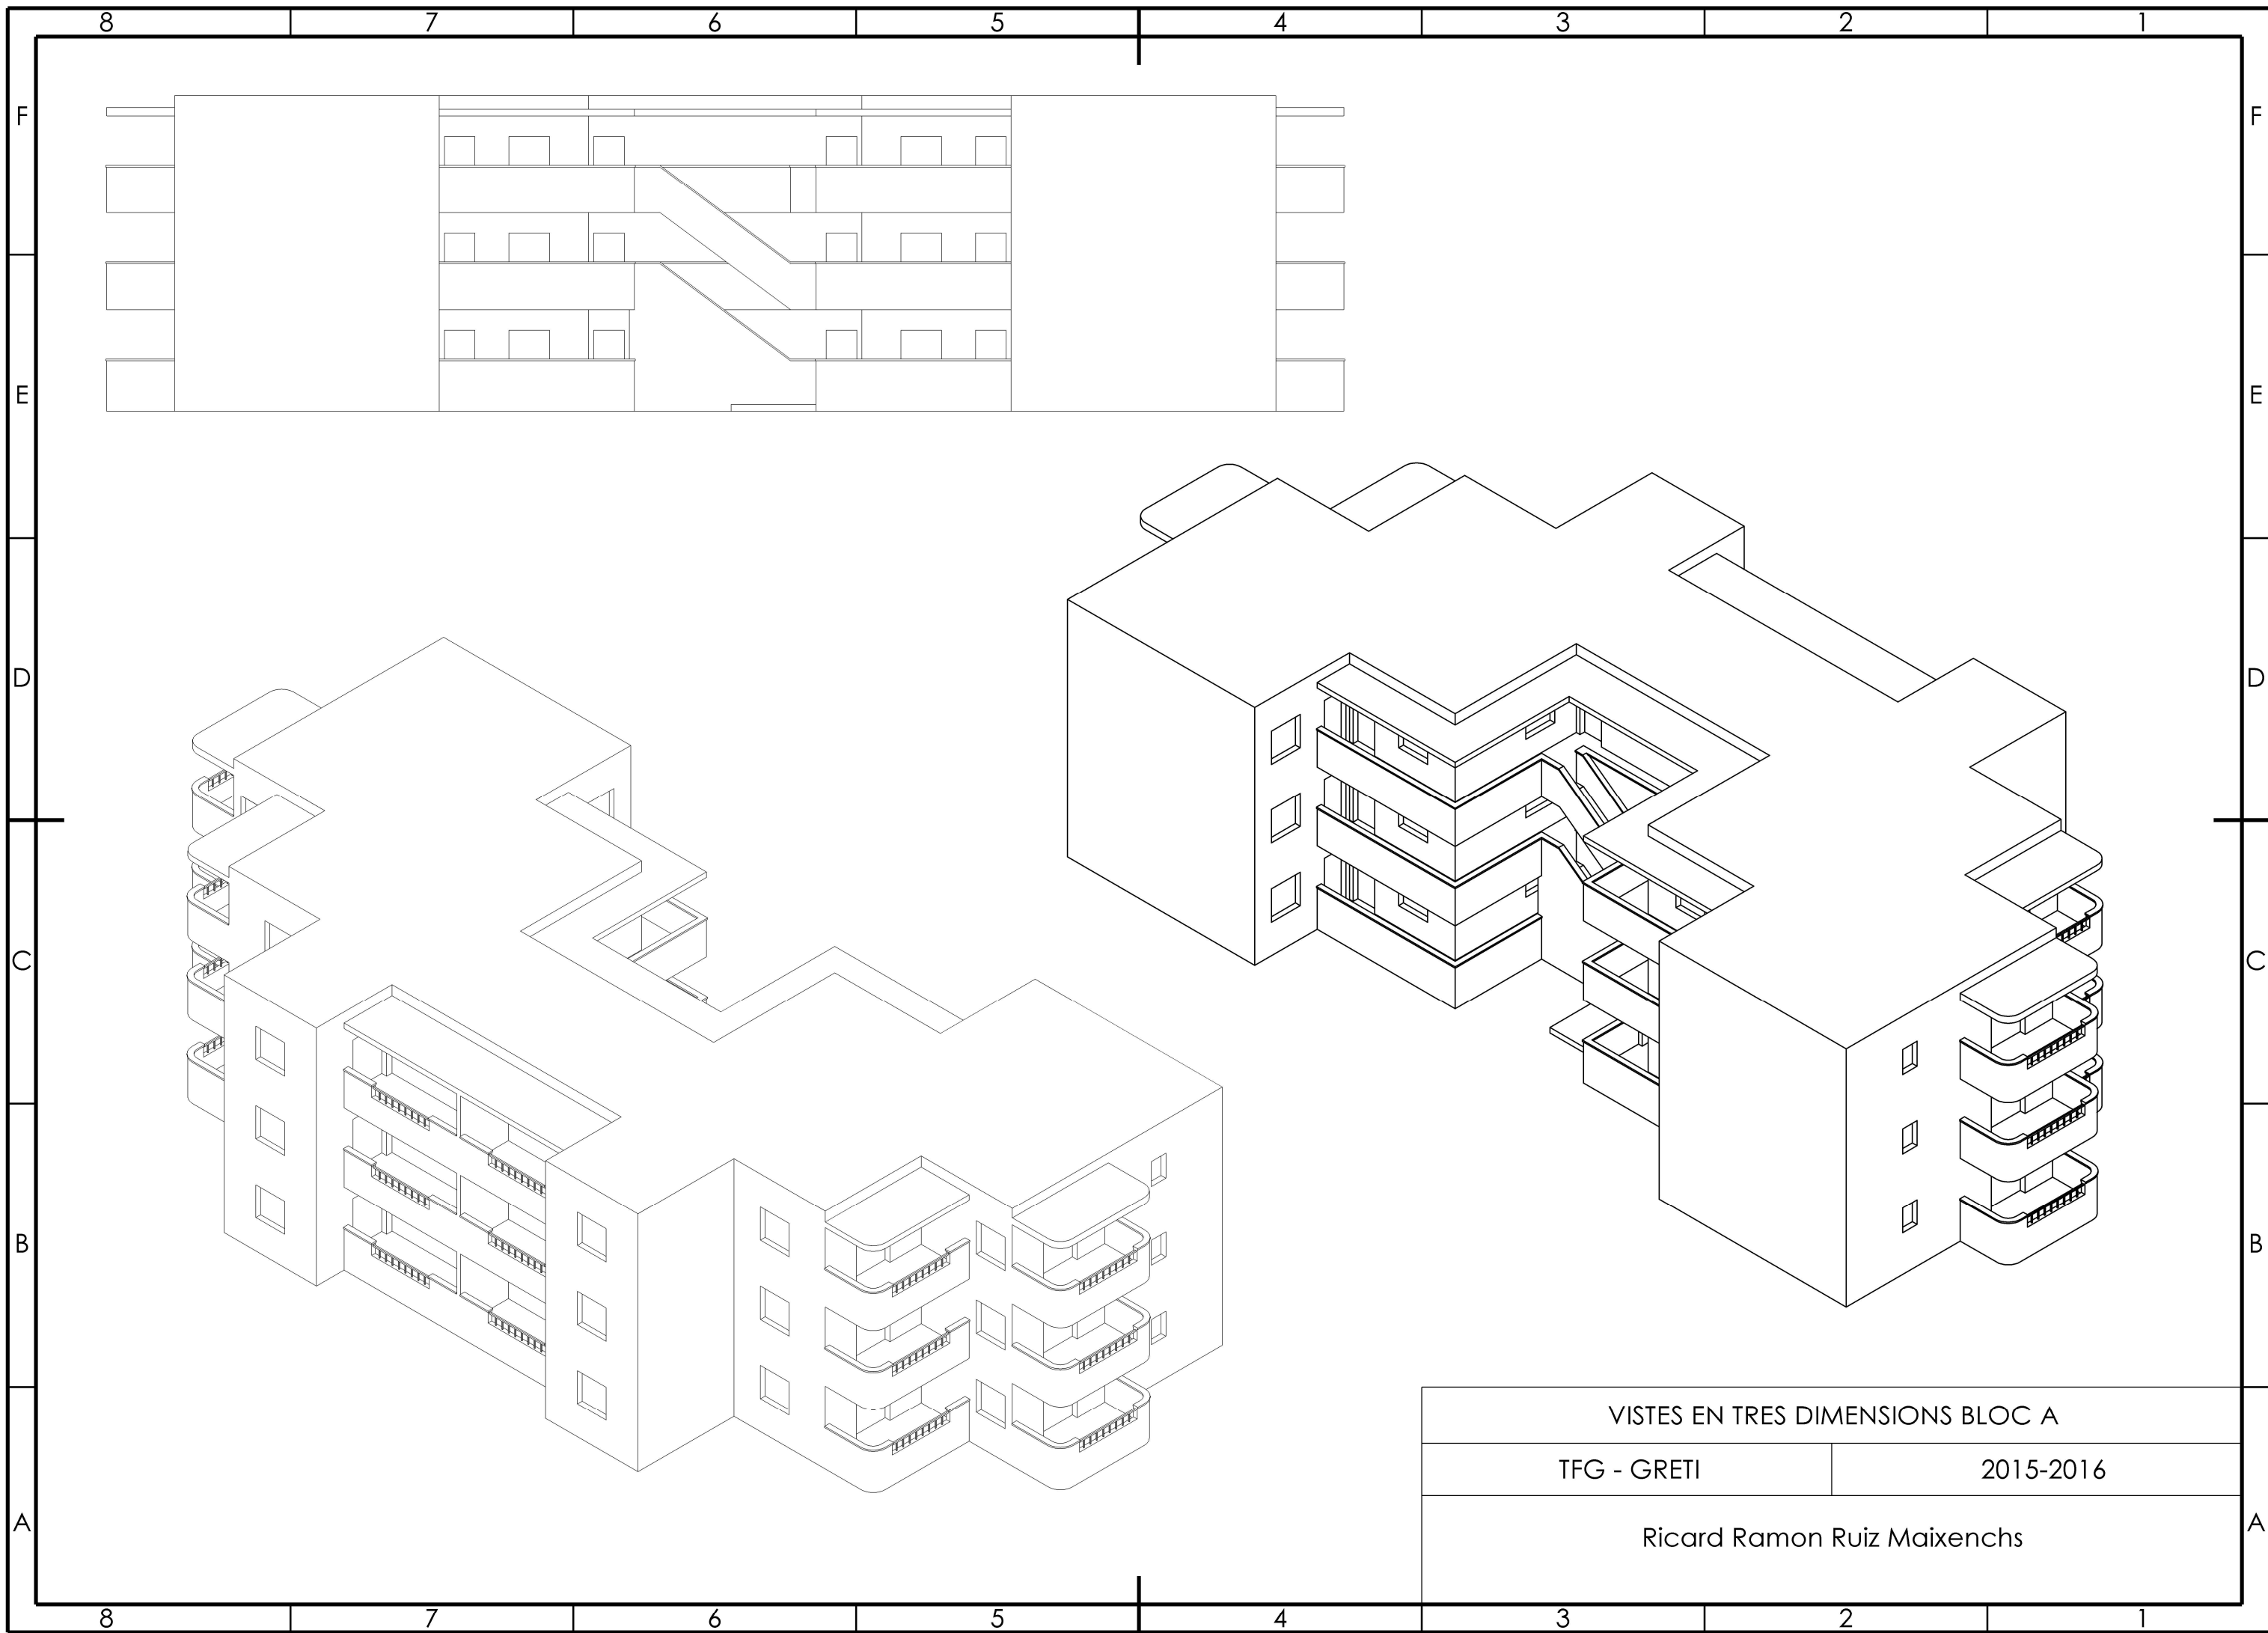 8 7 6 5 4 3 2 1
F F
E E
D D
C C
B B
VISTES EN TRES DIMENSIONS BLOC A
TFG - GRETI 2015-2016
A A
Ricard Ramon Ruiz Maixenchs
8 7 6 5 4 3 2 1